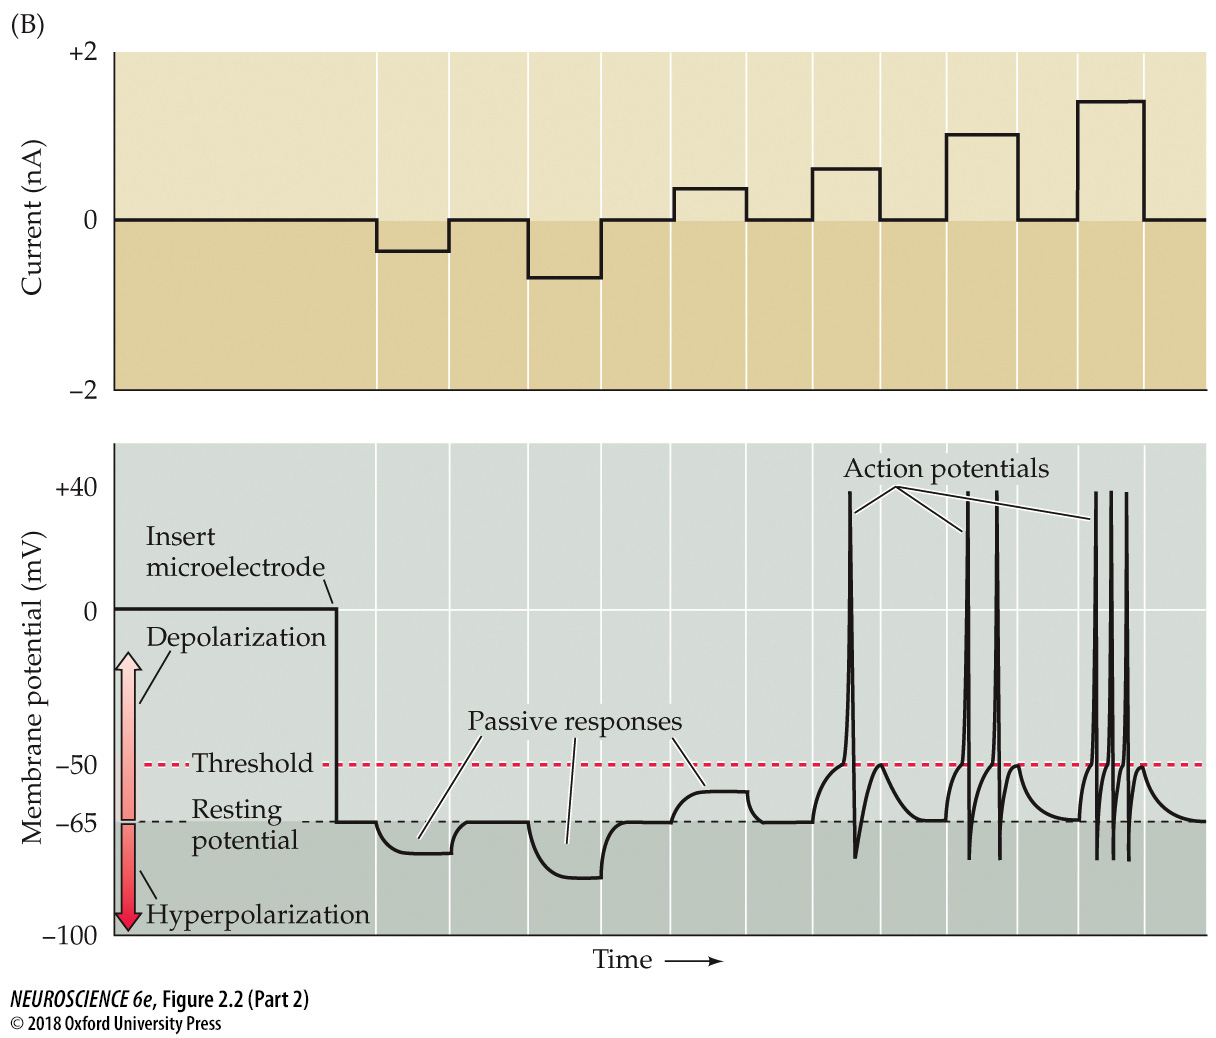 (B)
+2
0
−2
Current (nA)
+40
0
−50
−65
−100
Membrane potential (mV)
Action potentials
Insert
microelectrode
Depolarization
Passive responses
Threshold
Resting
potential
Hyperpolarization
Time
NEUROSCIENCE 6e, Figure 2.2 (Part 2)
© 2018 Oxford University Press